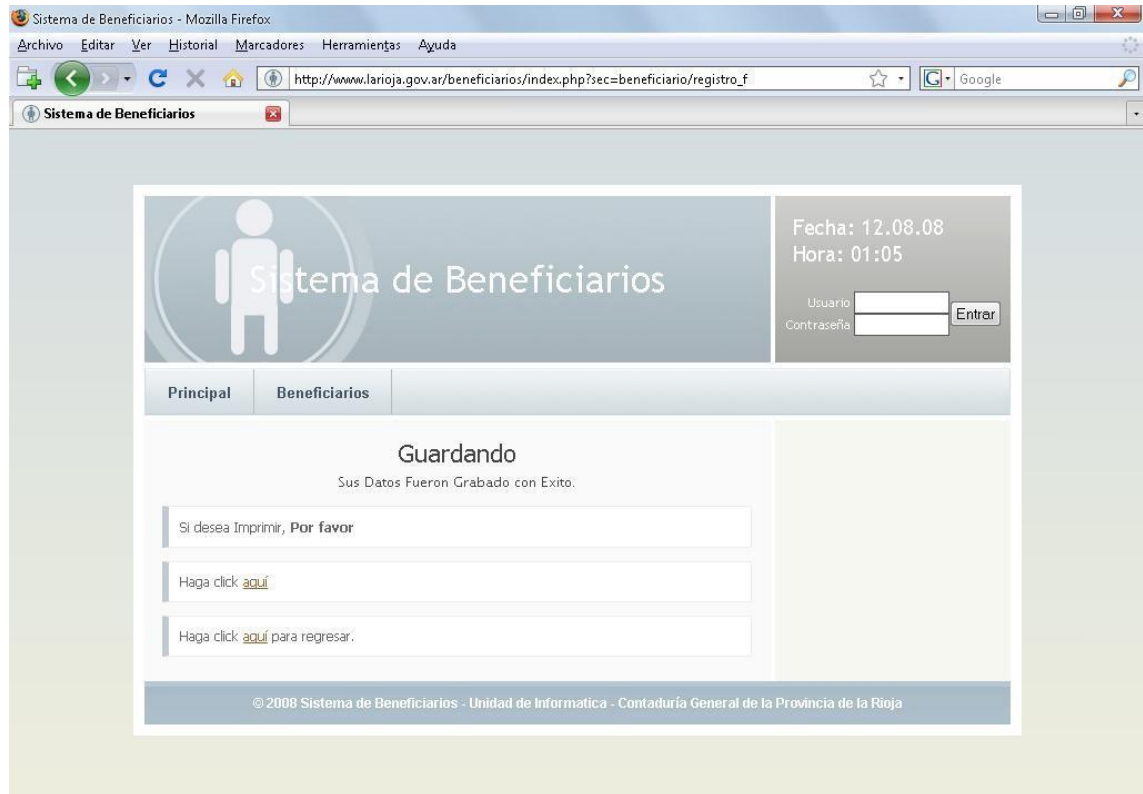 Sistema de Beneficiarios - Mozilla Firefox
Archivo Editar Ver Historial Marcadores Herramientas Ayuda
http://www.larioja.gov.ar/beneficiarios/index.php?sec=beneficiario/registro_f
G Google
Sistema de Beneficiarios
Sistema de Beneficiarios
Fecha: 12.08.08
Hora: 01:05
Usuario
Contraseña
Entrar
Principal Beneficiarios
Guardando
Sus Datos Fueron Grabado con Exito.
Si desea Imprimir, Por favor
Haga click aquí
Haga click aquí para regresar.
© 2008 Sistema de Beneficiarios - Unidad de Informatica - Contaduría General de la Provincia de la Rioja